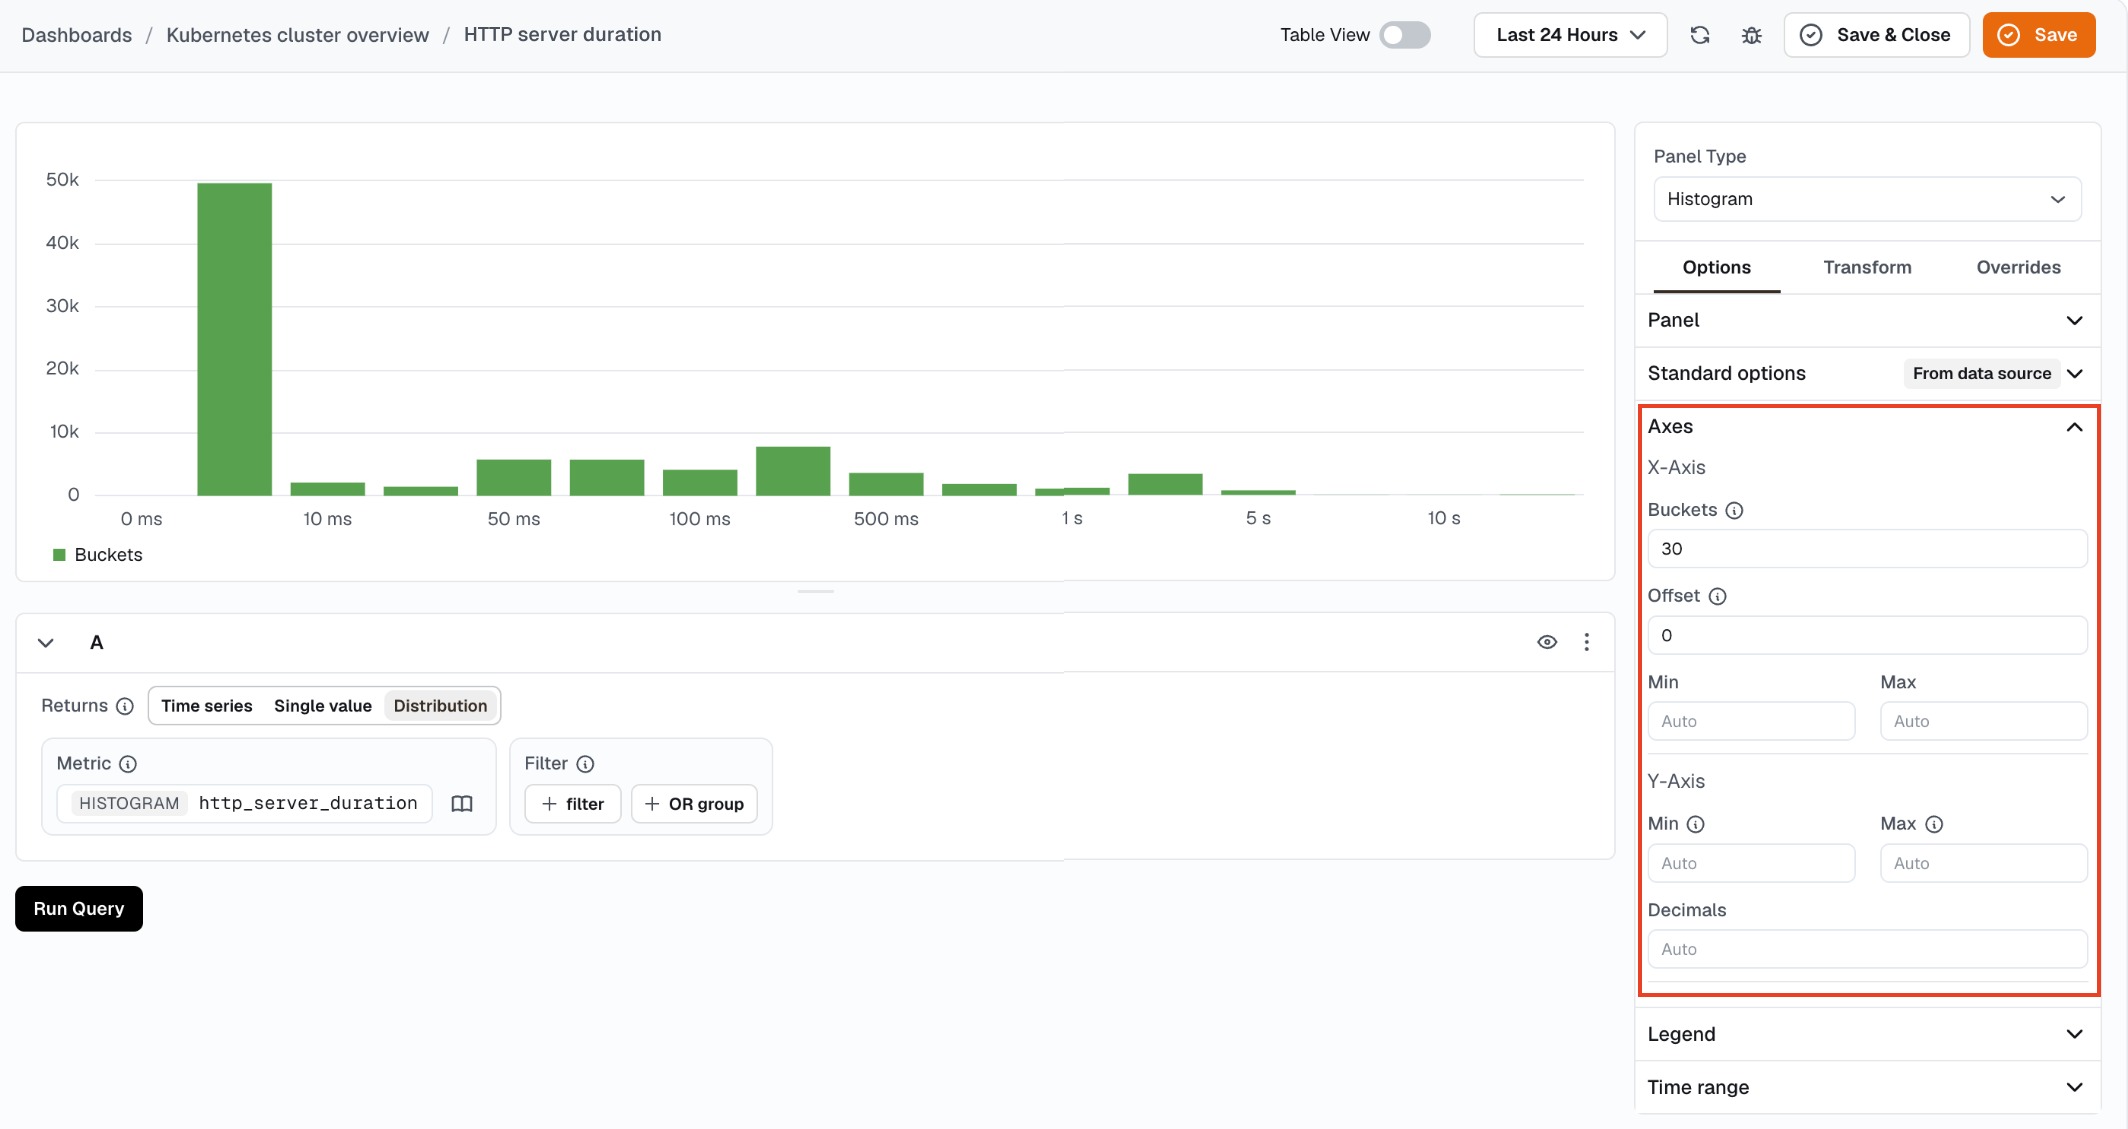 Dashboards / Kubernetes cluster overview / HTTP server duration
Table View
Last 24 Hours
Save & Close
Save
50k
40k
30k
20k
10k
0
0 ms 10 ms 50 ms 100 ms 500 ms 1 s 5 s 10 s
Buckets
A
Returns Time series Single value Distribution
Metric
HISTOGRAM http_server_duration
Filter
+ filter + OR group
Run Query
Panel Type
Histogram
Options Transform Overrides
Panel
Standard options From data source
Axes
X-Axis
Buckets
30
Offset
0
Min Max
Auto Auto
Y-Axis
Min Max
Auto Auto
Decimals
Auto
Legend
Time range